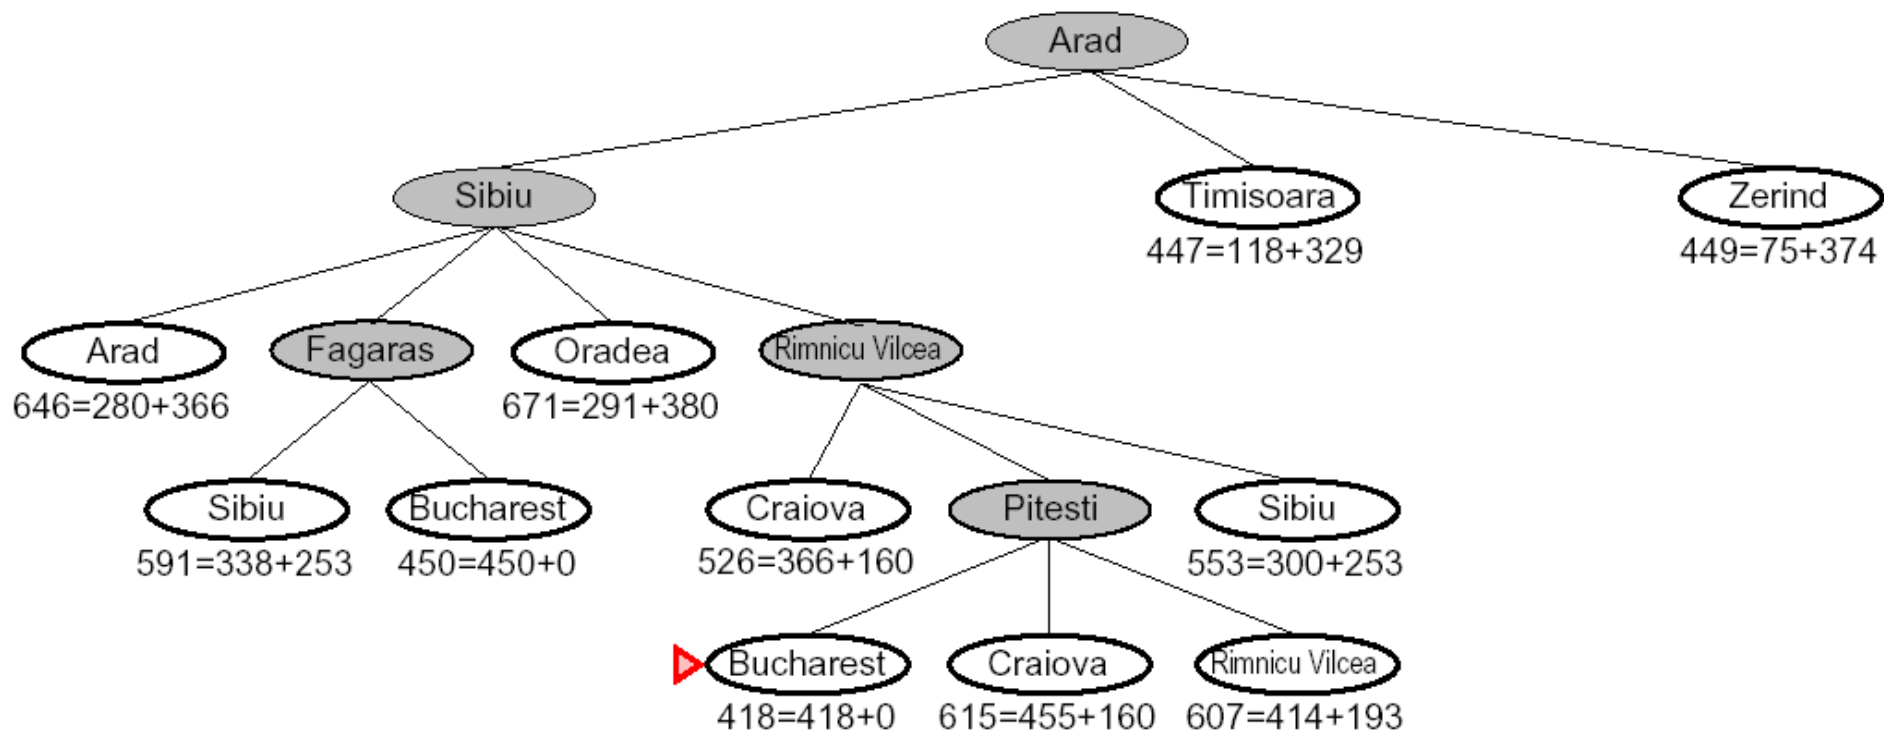 Arad
Sibiu
Timisoara
Zerind
447=118+329
449=75+374
Arad
Fagaras
Oradea
Rimnicu Vilcea
646=280+366
671=291+380
Sibiu
Bucharest
Craiova
Pitesti
Sibiu
591=338+253
450=450+0
526=366+160
553=300+253
Bucharest
Craiova
Rimnicu Vilcea
418=418+0
615=455+160
607=414+193